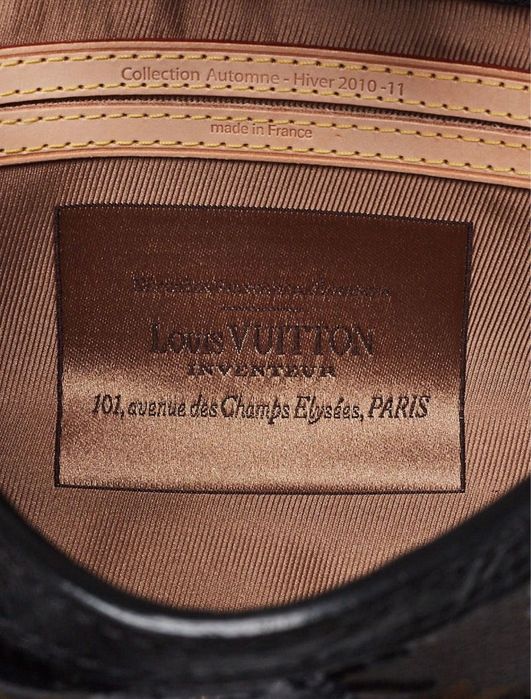 Collection Automne - Hiver 2010 -11
made in France
Louis VUITTON
INVENTEUR
101, avenue des Champs Elysées, PARIS